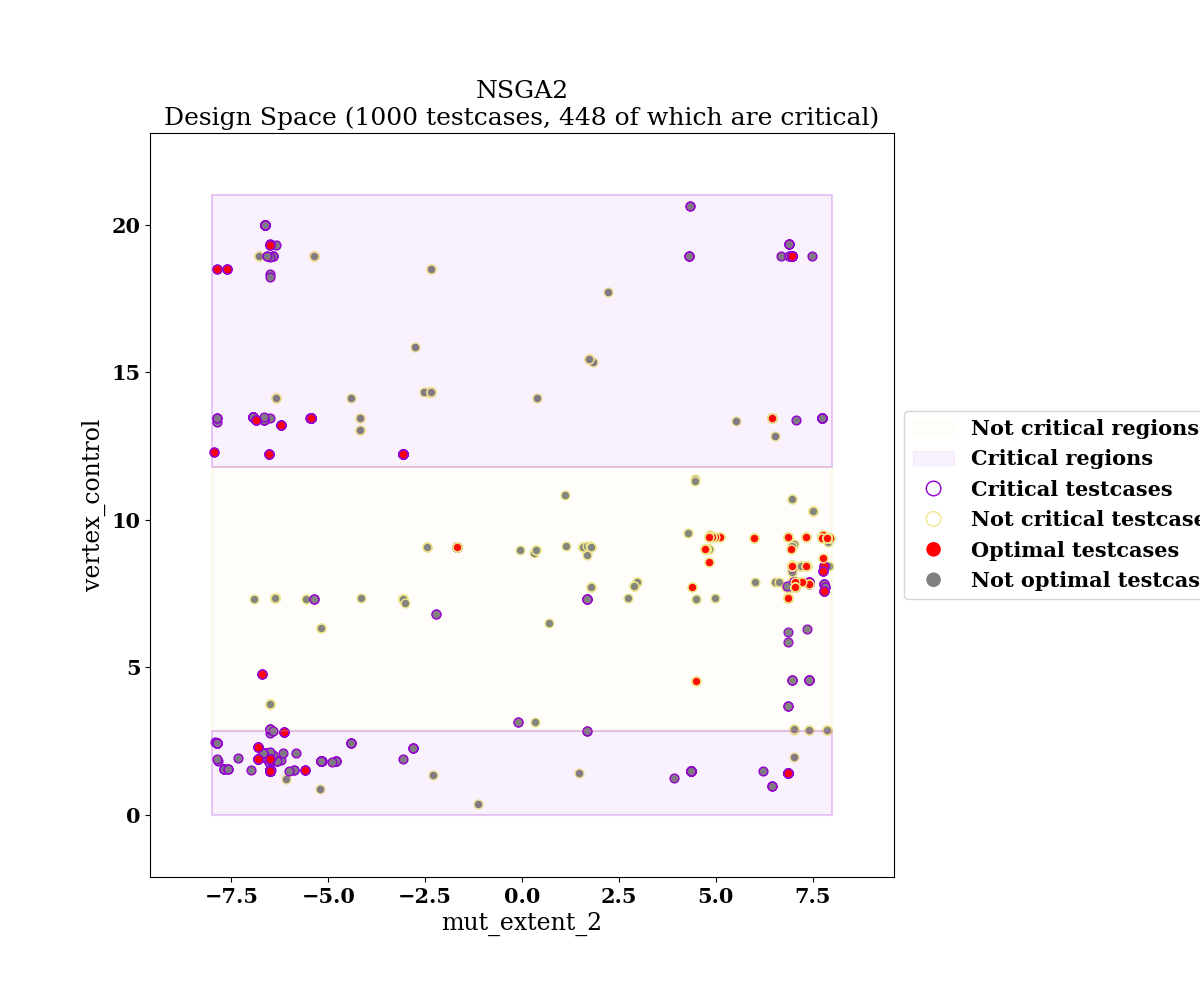 NSGA2
Design Space (1000 testcases, 448 of which are critical)
20
15
10
5
0
vertex_control
−7.5 −5.0 −2.5 0.0 2.5 5.0 7.5
mut_extent_2
Not critical regions
Critical regions
Critical testcases
Not critical testcase
Optimal testcases
Not optimal testcas